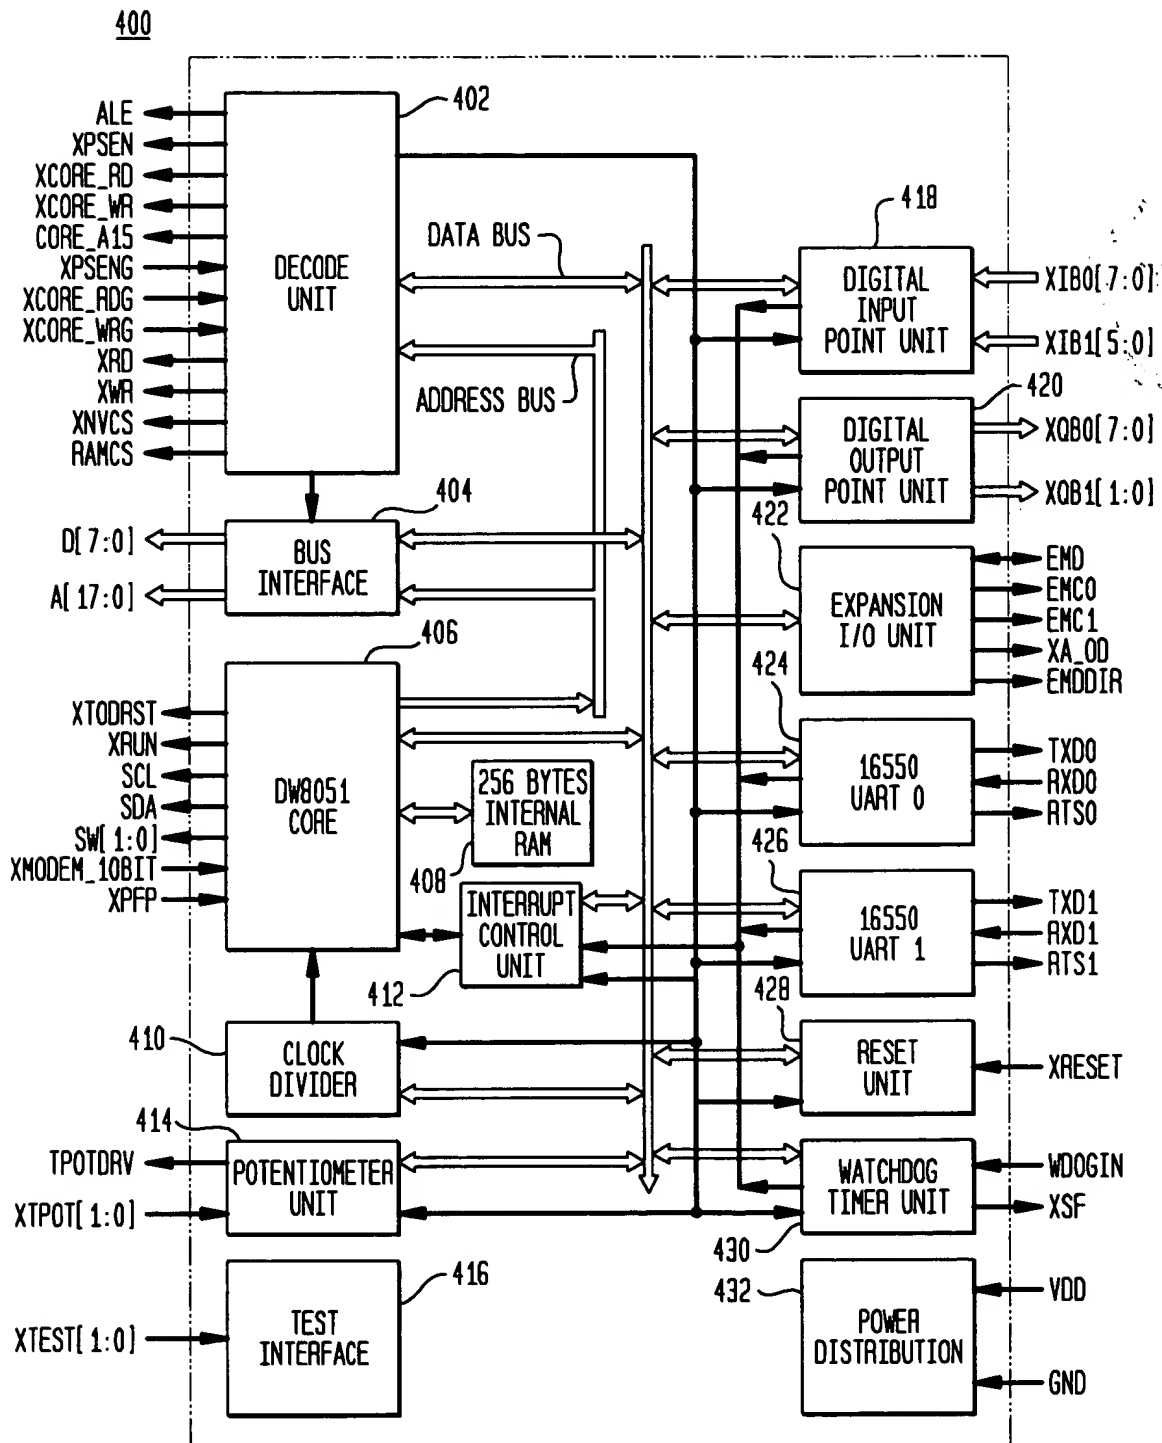 400
402
ALE
XPSEN
XCORE_RD
XCORE_WR
CORE_A15
XPSENG
XCORE_RDG
XCORE_WRG
XRD
XWR
XNVCS
RAMCS
DECODE
UNIT
DATA BUS
ADDRESS BUS
418
DIGITAL
INPUT
POINT UNIT
XIB0[7:0]
XIB1[5:0]
420
DIGITAL
OUTPUT
POINT UNIT
XQB0[7:0]
XQB1[1:0]
404
BUS
INTERFACE
D[7:0]
A[17:0]
422
EXPANSION
I/O UNIT
EMD
EMC0
EMC1
XA_OD
EMDDIR
406
XTODRST
XRUN
SCL
SDA
SW[1:0]
XMODEM_10BIT
XPFP
DW8051
CORE
256 BYTES
INTERNAL
RAM
408
INTERRUPT
CONTROL
UNIT
412
424
16550
UART 0
TXD0
RXD0
RTS0
426
16550
UART 1
TXD1
RXD1
RTS1
410
CLOCK
DIVIDER
428
RESET
UNIT
XRESET
414
POTENTIOMETER
UNIT
TPOTDRV
XTPOT[1:0]
WATCHDOG
TIMER UNIT
430
WDOGIN
XSF
416
TEST
INTERFACE
XTEST[1:0]
432
POWER
DISTRIBUTION
VDD
GND